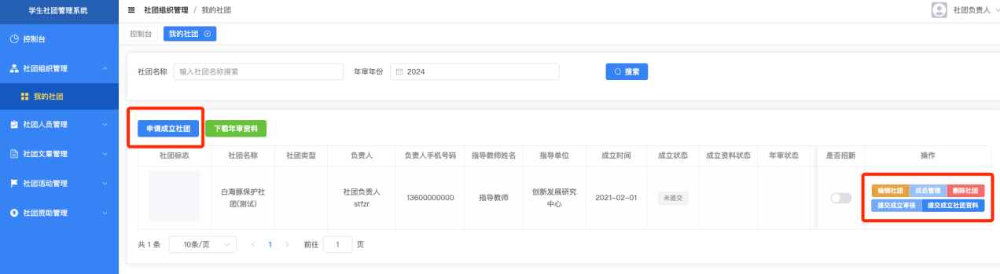 学生社团管理系统
社团组织管理 / 我的社团
社团负责人
控制台
我的社团
控制台
社团组织管理
我的社团
社团人员管理
社团文章管理
社团活动管理
社团资助管理
社团名称 输入社团名称搜索 年审年份 2024 搜索
申请成立社团 下载年审资料
社团标志 社团名称 社团类型 负责人 负责人手机号码 指导教师姓名 指导单位 成立时间 成立状态 成立资料状态 年审状态 是否招新 操作
白海豚保护社
团(测试)
社团负责人
stfzr
13600000000
指导教师
创新发展研究
中心
2021-02-01
未提交
编辑社团 成员管理 删除社团
提交成立审核 提交成立社团资料
共 1 条 10条/页 1 前往 1 页